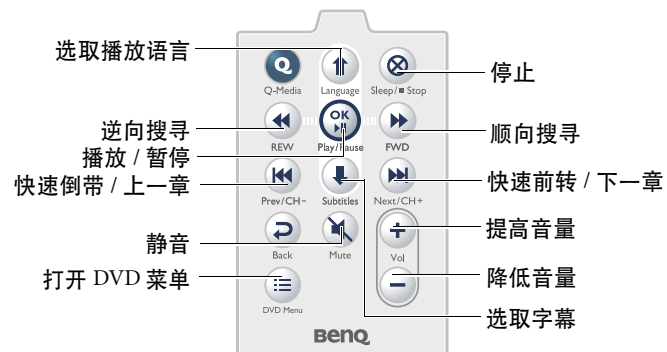 选取播放语言
停止
Q
Q-Media
Language
Sleep/■ Stop
逆向搜寻
顺向搜寻
OK
REW
Play/Pause
FWD
播放 / 暂停
快速倒带 / 上一章
快速前转 / 下一章
Prev/CH-
Subtitles
Next/CH+
静音
提高音量
Back
Mute
Vol
打开 DVD 菜单
降低音量
DVD Menu
选取字幕
BenQ